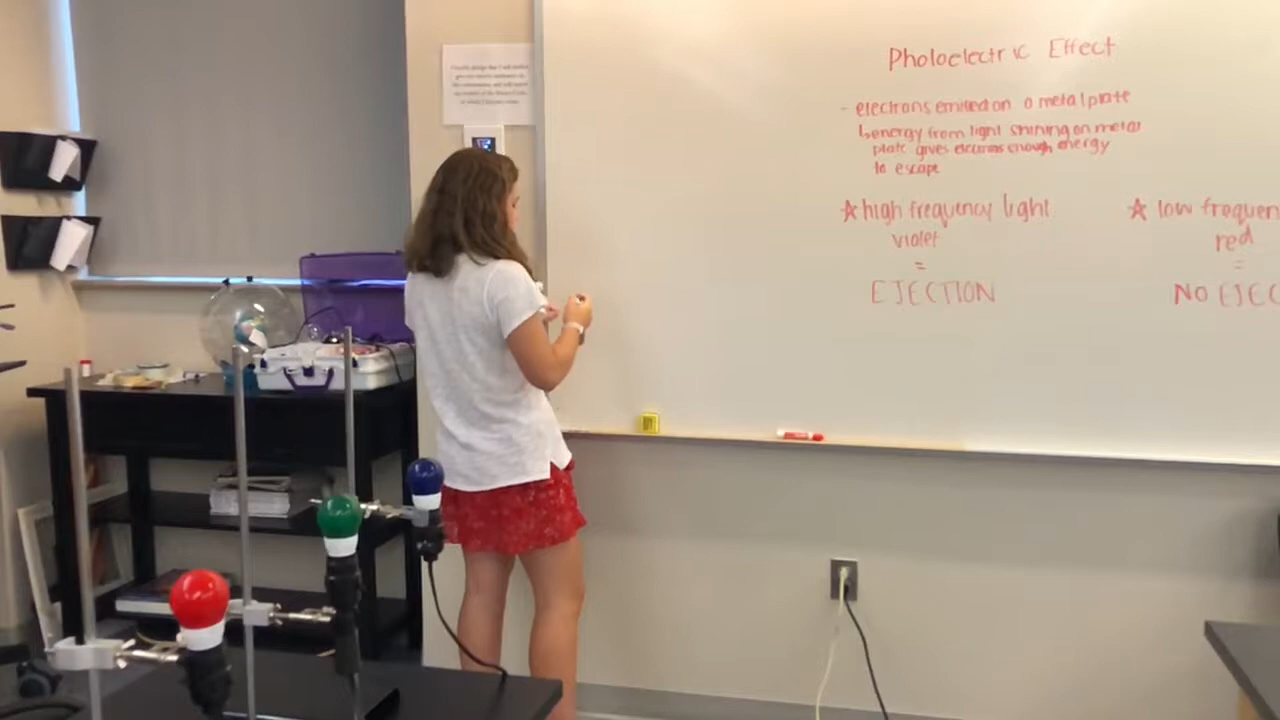 Photoelectric Effect
- electrons emitted on a metal plate
energy from light shining on metal
plate gives electrons enough energy
to escape
☆ high frequency light
violet
=
EJECTION
☆ low frequen
red
=
NO EJEC